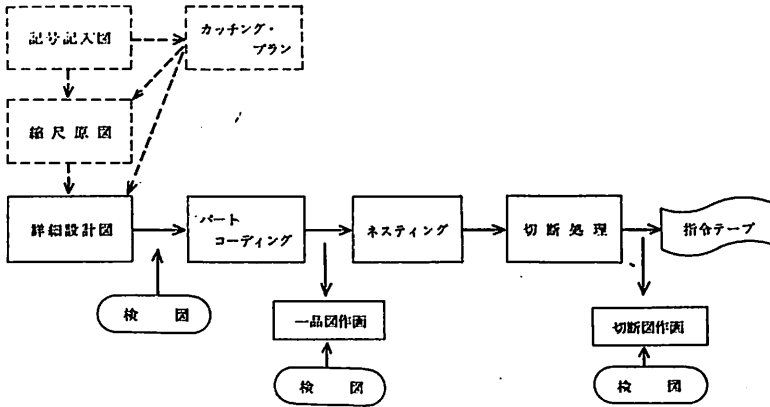 記号記入図
カッチング・
プラン
縮尺原図
詳細設計図
パート
コーディング
ネスティング
切断処理
指令テープ
検 図
一品図作画
切断図作画
検 図
検 図